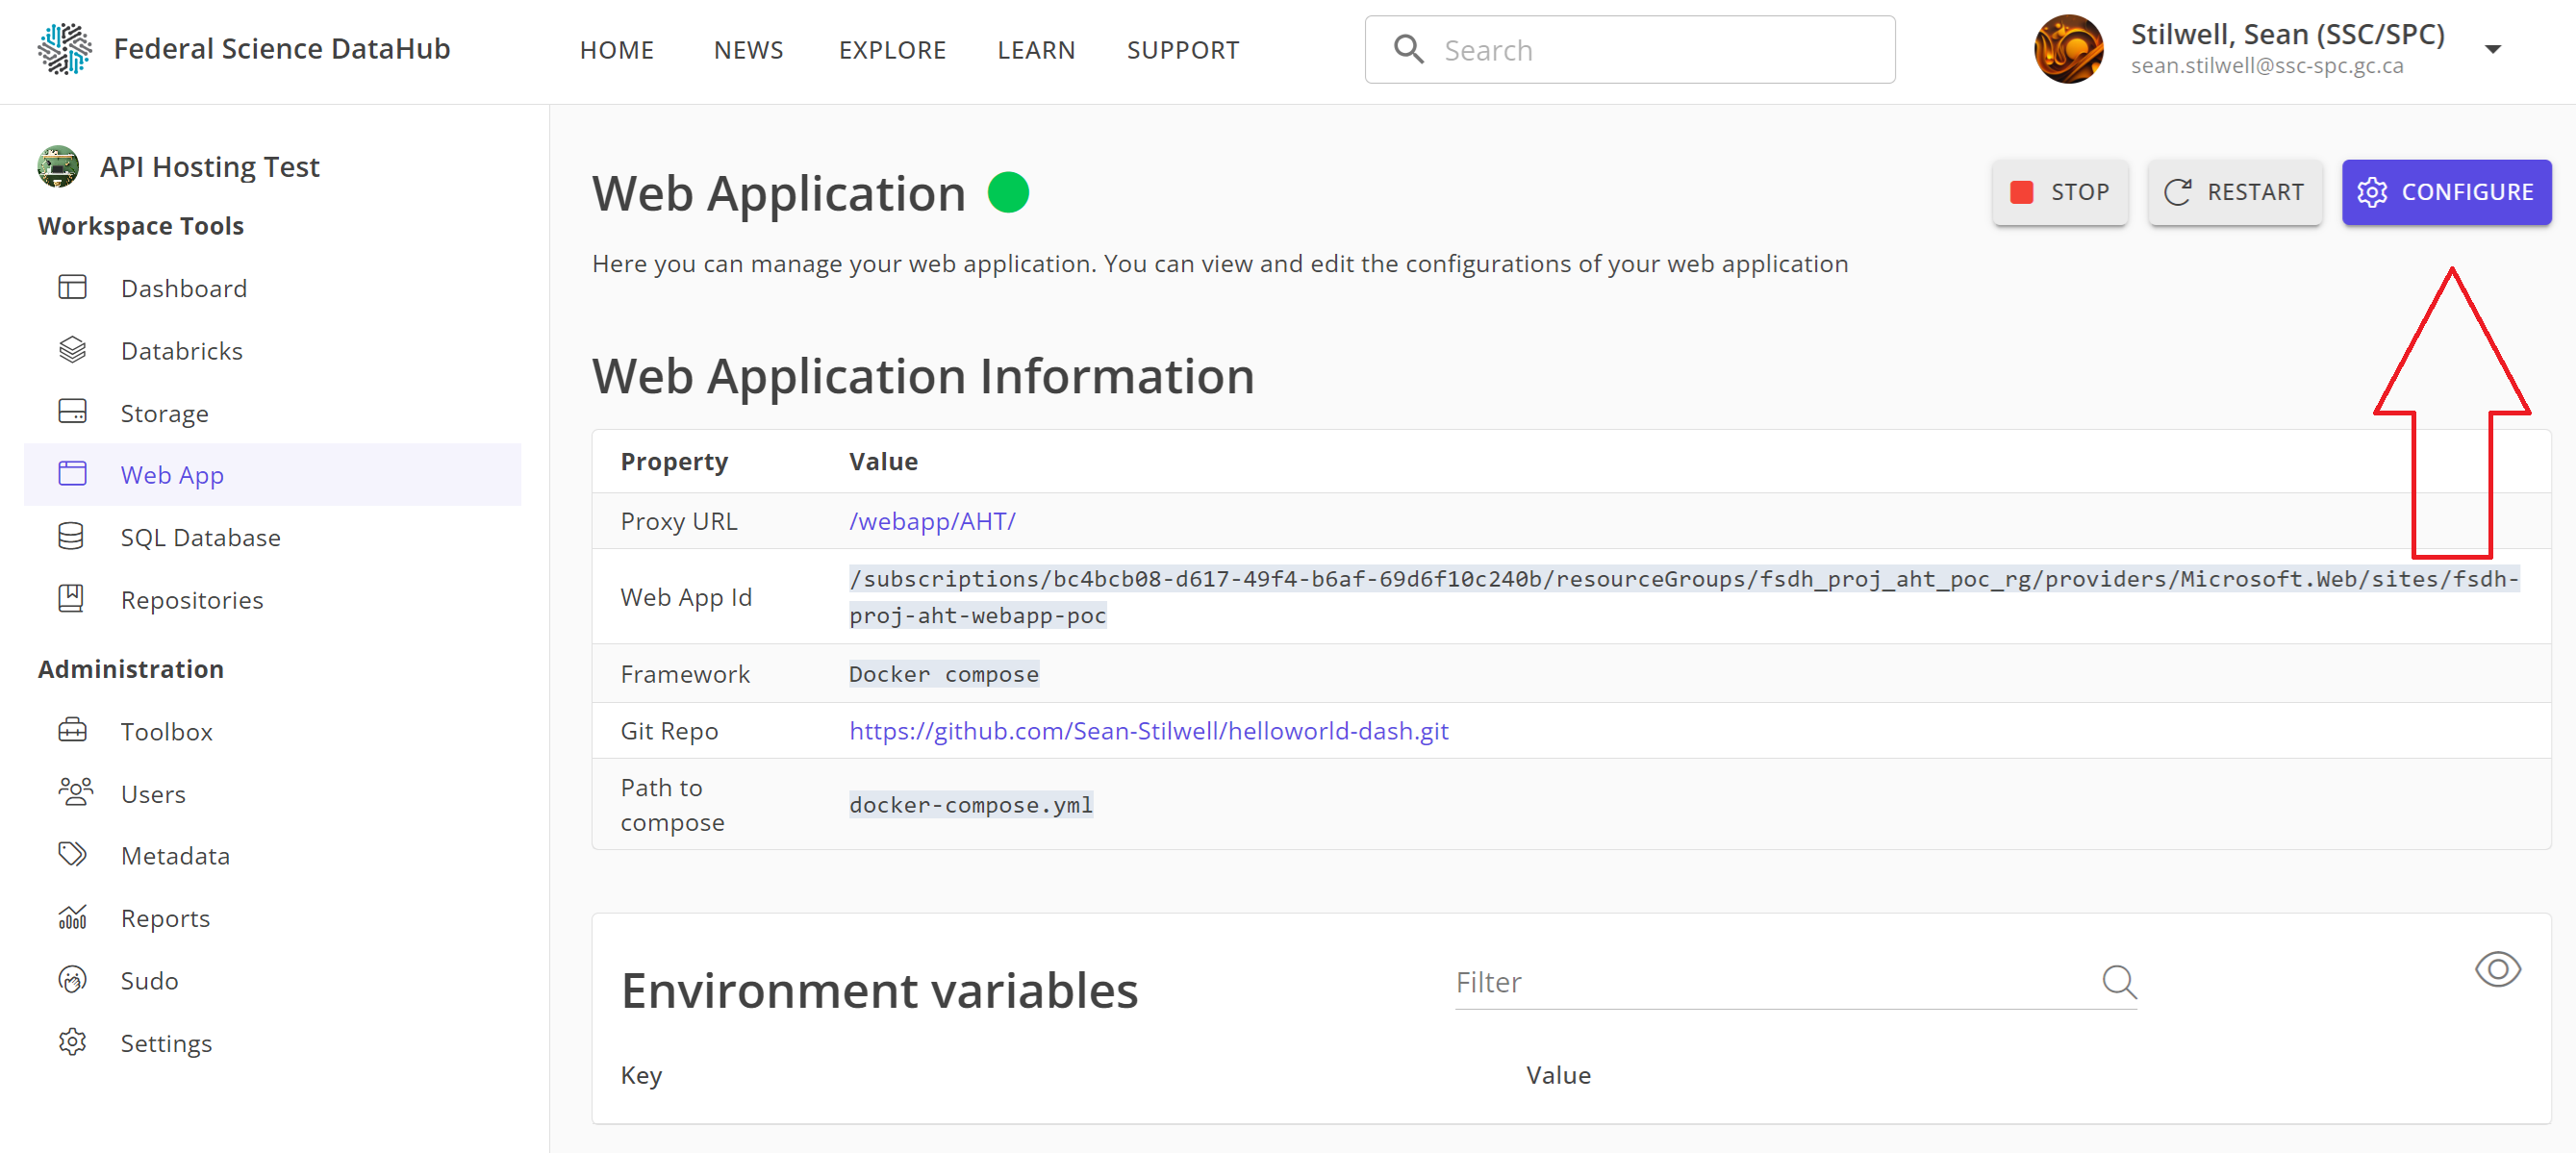 Federal Science DataHub
HOME NEWS EXPLORE LEARN SUPPORT
Search
Stilwell, Sean (SSC/SPC)
sean.stilwell@ssc-spc.gc.ca
API Hosting Test
Workspace Tools
Dashboard
Databricks
Storage
Web App
SQL Database
Repositories
Administration
Toolbox
Users
Metadata
Reports
Sudo
Settings
Web Application
STOP RESTART CONFIGURE
Here you can manage your web application. You can view and edit the configurations of your web application
Web Application Information
Property Value
Proxy URL /webapp/AHT/
Web App Id /subscriptions/bc4bcb08-d617-49f4-b6af-69d6f10c240b/resourceGroups/fsdh_proj_aht_poc_rg/providers/Microsoft.Web/sites/fsdh-
proj-aht-webapp-poc
Framework Docker compose
Git Repo https://github.com/Sean-Stilwell/helloworld-dash.git
Path to
compose docker-compose.yml
Environment variables
Filter
Key Value